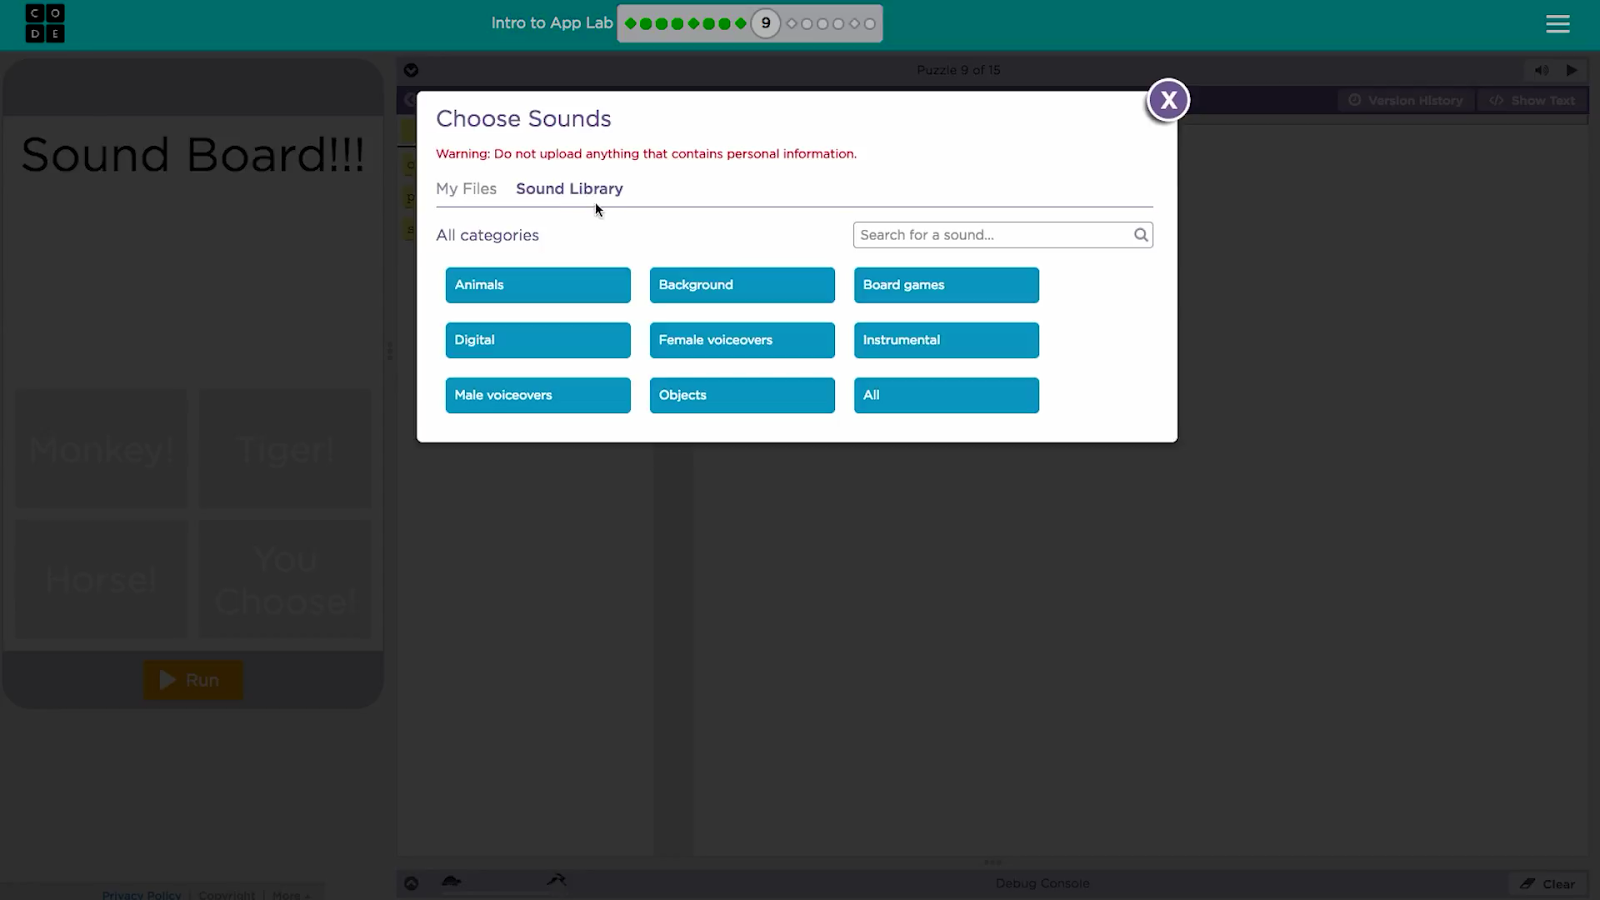 CODE
Intro to App Lab
9
Puzzle 9 of 15
Version History
Show Text
Choose Sounds
X
Warning: Do not upload anything that contains personal information.
My Files
Sound Library
All categories
Search for a sound...
Animals
Background
Board games
Digital
Female voiceovers
Instrumental
Male voiceovers
Objects
All
Sound Board!!!
Monkey!
Tiger!
Horse!
You
Choose!
Run
Privacy Policy
Copyright
More
Debug Console
Clear